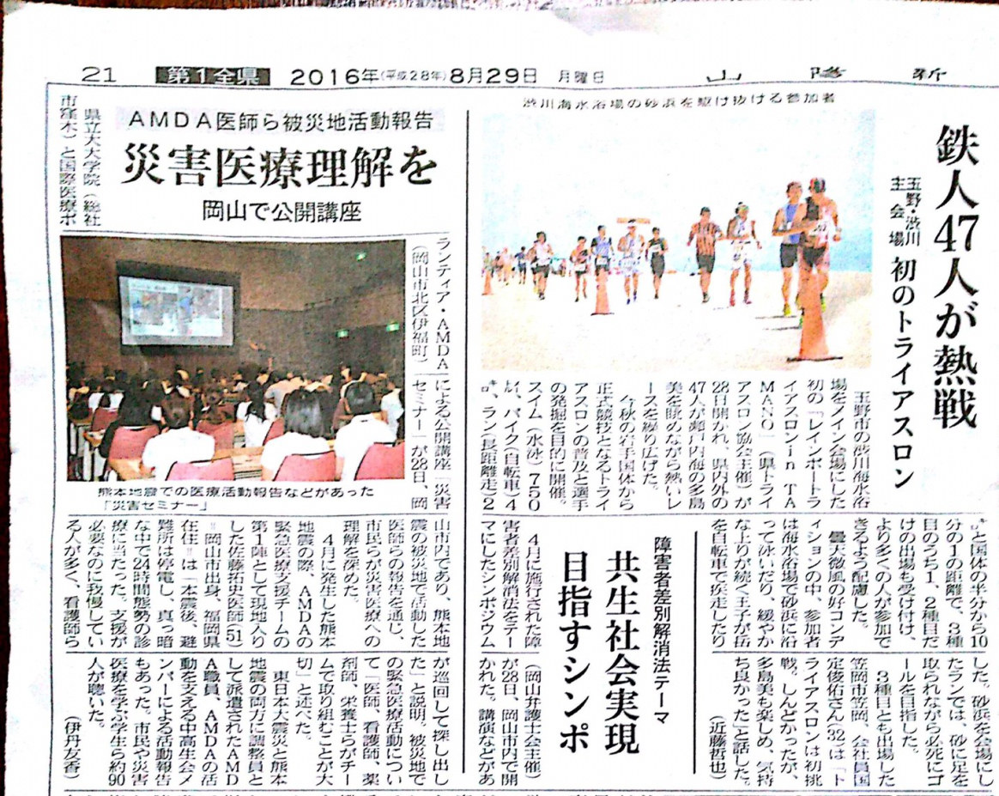 21 第1全県 2016年(平成28年)8月29日 月曜日 山陽新
AMDA医師ら被災地活動報告
災害医療理解を
岡山で公開講座
県立大大学院(総社
市窪木)と国際医療ボ
ランティア・AMDA
(岡山市北区伊福町)
による公開講座「災害
セミナー」が28日、岡
山市内であり、熊本地
震の被災地で活動した
医師らの報告を通じ、
市民らが災害医療への
理解を深めた。
4月に発生した熊本
地震の際、AMDAの
緊急医療支援チームの
第1陣として現地入り
した佐藤拓史医師(51)
=岡山市出身、福岡県
在住=は「本震後、避
難所は停電し、真っ暗
な中で24時間態勢の診
療に当たった。支援が
必要なのに我慢してい
る人が多く、看護師ら
が巡回して探し出し
た」と説明。被災地で
の緊急医療活動につい
て「医師、看護師、薬
剤師、栄養士らがチー
ムで取り組むことが大
切」と述べた。
東日本大震災と熊本
地震の両方に調整員と
して派遣されたAMD
A職員、AMDAの活
動を支える中高生会メ
ンバーによる活動報告
もあった。市民や災害
医療を学ぶ学生ら約90
人が聴いた。
(伊丹友香)
熊本地震での医療活動報告などがあった
「災害セミナー」
渋川海水浴場の砂浜を駆け抜ける参加者
鉄人47人が熱戦
玉野・渋川
主会場
初のトライアスロン
玉野市の渋川海水浴
場をメイン会場にした
初の「レインボートラ
イアスロンin TA
MANO」(県トライ
アスロン協会主催)が
28日開かれ、県内外の
47人が瀬戸内海の多島
美を眺めながら熱いレ
ースを繰り広げた。
今秋の岩手国体から
正式競技となるトライ
アスロンの普及と選手
の発掘を目的に開催。
スイム(水泳)750
㍍、バイク(自転車)4
㌔、ラン(長距離走)2
㌔と国体の半分から10
分の1の距離で、3種
目のうち1、2種目だ
けの出場も受け付け、
より多くの人が参加で
きるよう配慮した。
曇天微風の好コンデ
ィションの中、参加者
は海水浴場で砂浜に沿
って泳いだり、緩やか
な上りが続く王子が岳
を自転車で疾走したり
した。砂浜を会場にし
たランでは、砂に足を
取られながら必死にゴ
ールを目指した。
3種目とも出場した
笠岡市笠岡、会社員国
定俊佑さん(32)は「ト
ライアスロンは初挑
戦。しんどかったが、
多島美も楽しめ、気持
ち良かった」と話した。
(近藤哲也)
障害者差別解消法テーマ
共生社会実現
目指すシンポ
4月に施行された障
害者差別解消法をテー
マにしたシンポジウム
(岡山弁護士会主催)
が28日、岡山市内で開
かれた。講演などがあ